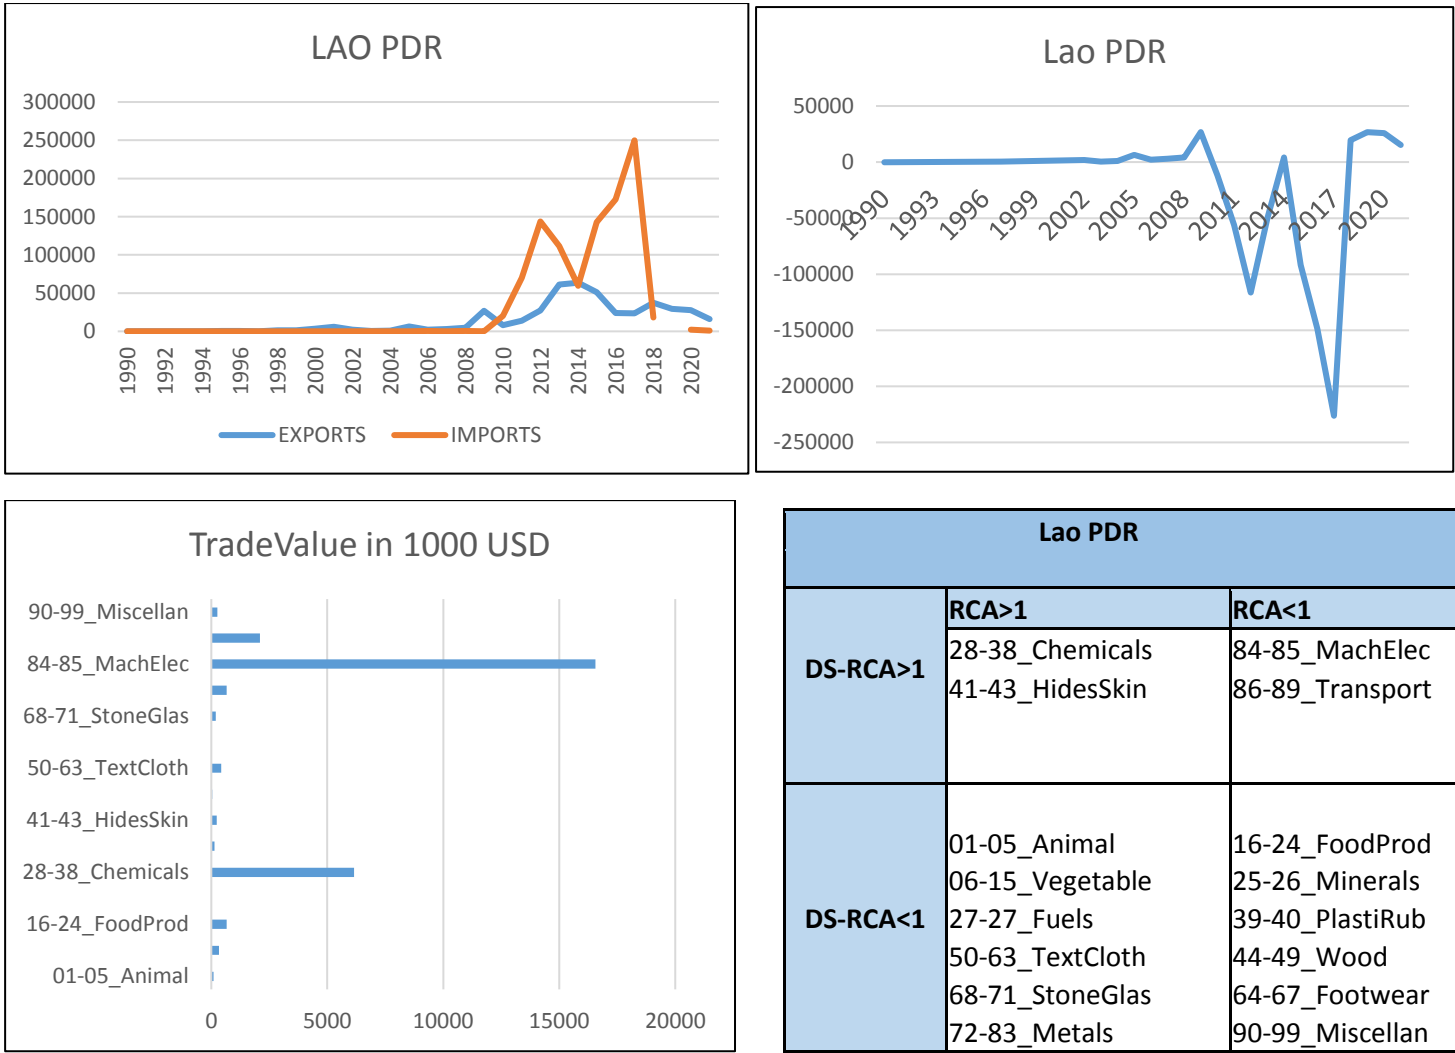 LAO PDR
300000
250000
200000
150000
100000
50000
0
1990
1992
1994
1996
1998
2000
2002
2004
2006
2008
2010
2012
2014
2016
2018
2020
EXPORTS IMPORTS
Lao PDR
50000
0
-50000
-100000
-150000
-200000
-250000
1990
1993
1996
1999
2002
2005
2008
2011
2014
2017
2020
TradeValue in 1000 USD
90-99_Miscellan
84-85_MachElec
68-71_StoneGlas
50-63_TextCloth
41-43_HidesSkin
28-38_Chemicals
16-24_FoodProd
01-05_Animal
0 5000 10000 15000 20000
Lao PDR
RCA>1 RCA<1
DS-RCA>1
28-38_Chemicals 84-85_MachElec
41-43_HidesSkin 86-89_Transport
DS-RCA<1
01-05_Animal 16-24_FoodProd
06-15_Vegetable 25-26_Minerals
27-27_Fuels 39-40_PlastiRub
50-63_TextCloth 44-49_Wood
68-71_StoneGlas 64-67_Footwear
72-83_Metals 90-99_Miscellan